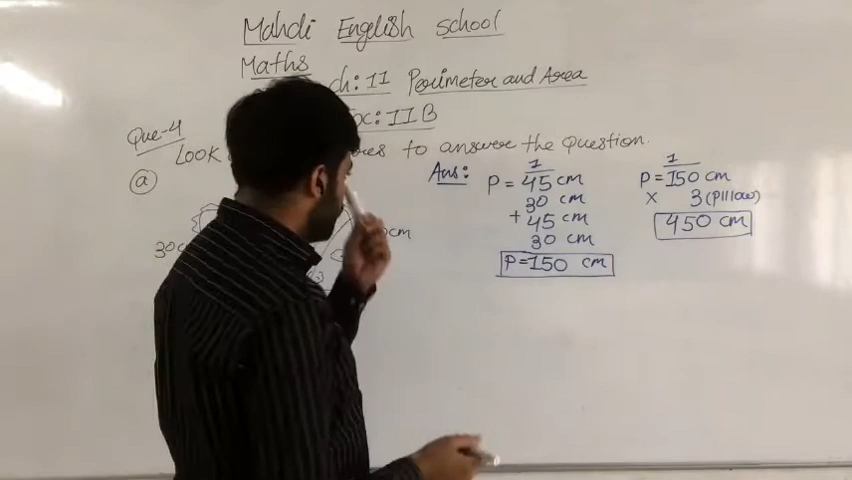 Mahdi English school
Maths
ch: 11 Perimeter and Area
: 11 B
Que-4
Look to answer the question.
a
30
cm
Ans:
1
P = 45 cm
30 cm
+ 45 cm
30 cm
P = 150 cm
1
P = 150 cm
x 3 (Pillow)
450 cm